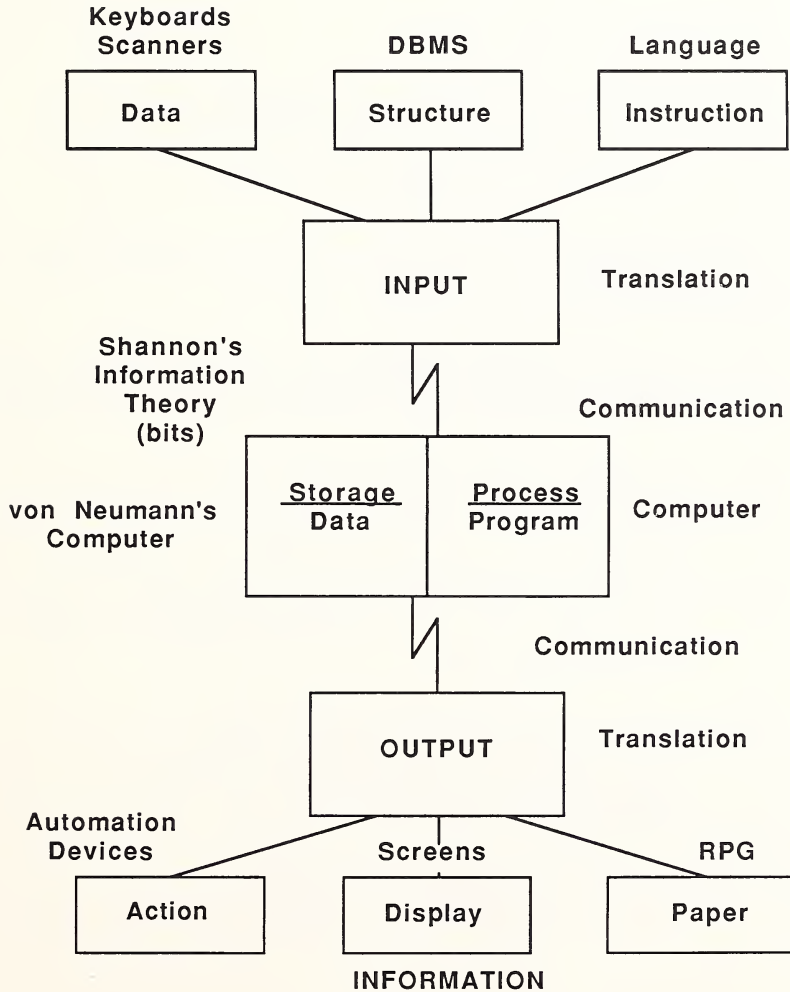 Keyboards
Scanners
DBMS
Language
Data
Structure
Instruction
INPUT
Translation
Shannon's
Information
Theory
(bits)
Communication
von Neumann's
Computer
Storage
Data
Process
Program
Computer
Communication
OUTPUT
Translation
Automation
Devices
Screens
RPG
Action
Display
Paper
INFORMATION